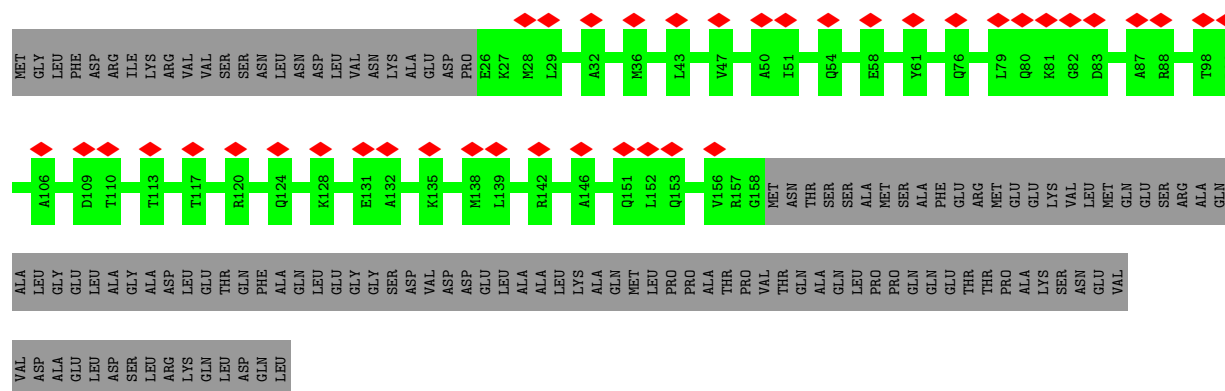 MET GLY LEU PHE ASP ARG ILE LYS ARG VAL VAL SER SER ASN LEU ASN ASP LEU VAL ASN LYS ALA GLU ASP PRO E26 K27 M28 L29 A32 M36 L43 V47 A50 I51 Q54 E58 Y61 Q76 L79 Q80 K81 G82 D83 A87 R88 T98
A106 D109 T110 T113 T117 R120 Q124 K128 E131 A132 K135 M138 L139 R142 A146 Q151 L152 Q153 V156 R157 G158 MET ASN THR SER SER ALA MET SER ALA PHE GLU ARG MET GLU GLU LYS VAL LEU MET GLN GLU SER ARG ALA GLN
ALA LEU GLY GLU LEU ALA GLY ALA ASP LEU GLU THR GLN PHE ALA GLN LEU GLU GLY GLY SER ASP VAL ASP ASP GLU LEU ALA ALA LEU LYS ALA GLN MET LEU PRO PRO ALA THR PRO VAL THR GLN ALA GLN LEU PRO PRO GLN GLN GLU THR THR PRO ALA LYS SER ASN GLU VAL
VAL ASP ALA GLU LEU ASP SER LEU ARG LYS GLN LEU ASP GLN LEU